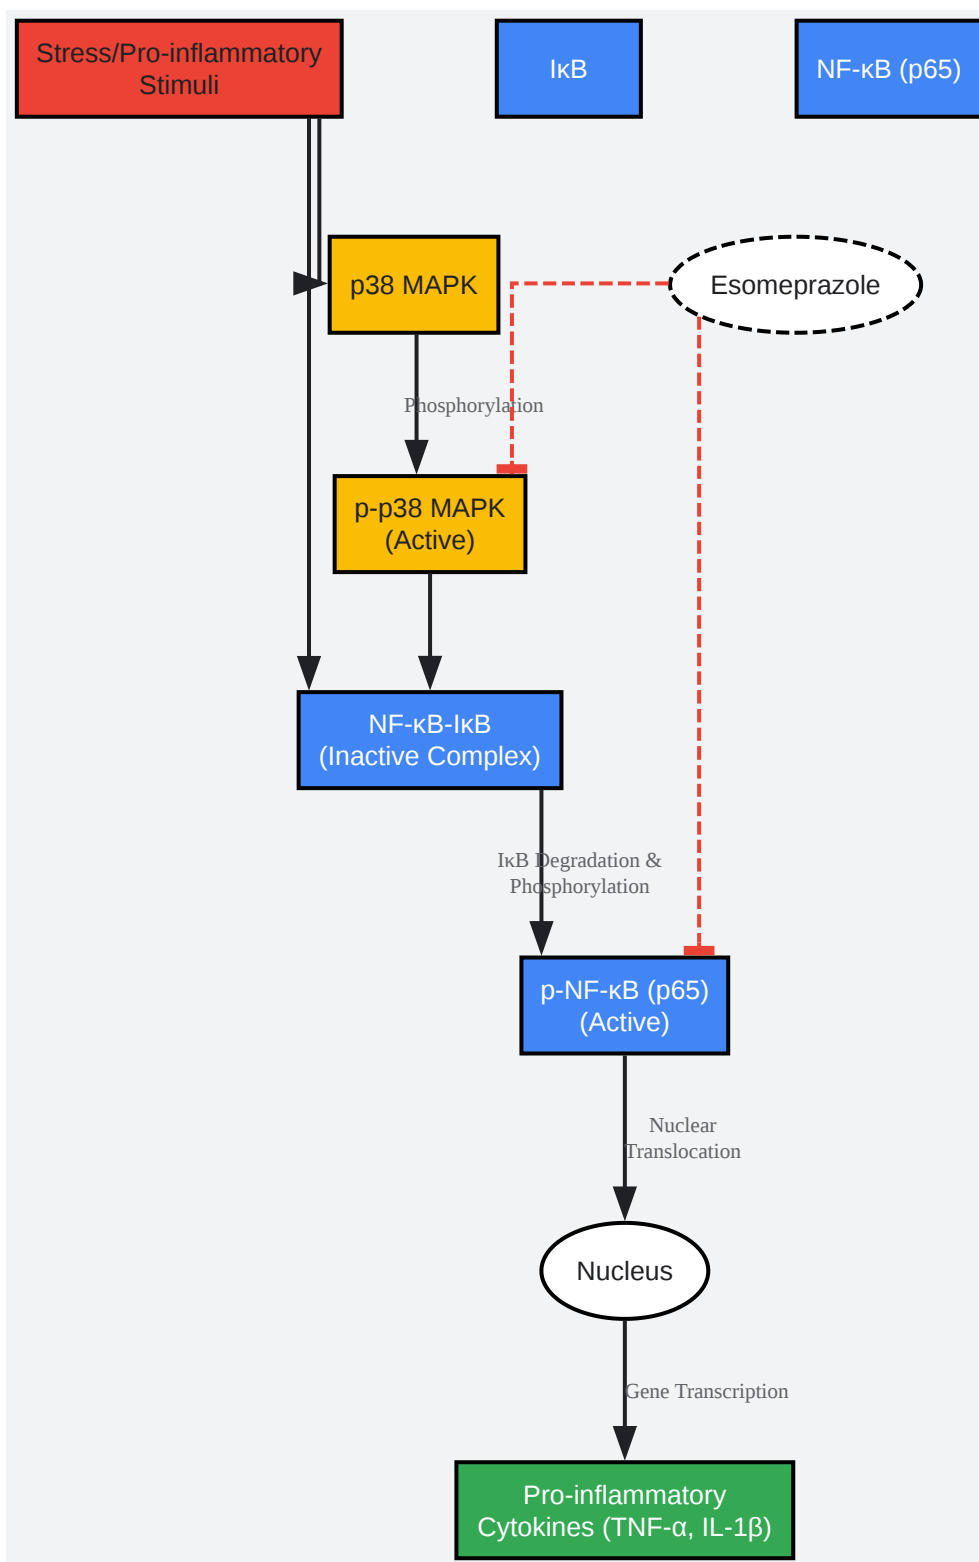 Stress/Pro-inflammatory
Stimuli
IκB
NF-κB (p65)
p38 MAPK
Esomeprazole
Phosphorylation
p-p38 MAPK
(Active)
NF-κB-IκB
(Inactive Complex)
IκB Degradation &
Phosphorylation
p-NF-κB (p65)
(Active)
Nuclear
Translocation
Nucleus
Gene Transcription
Pro-inflammatory
Cytokines (TNF-α, IL-1β)